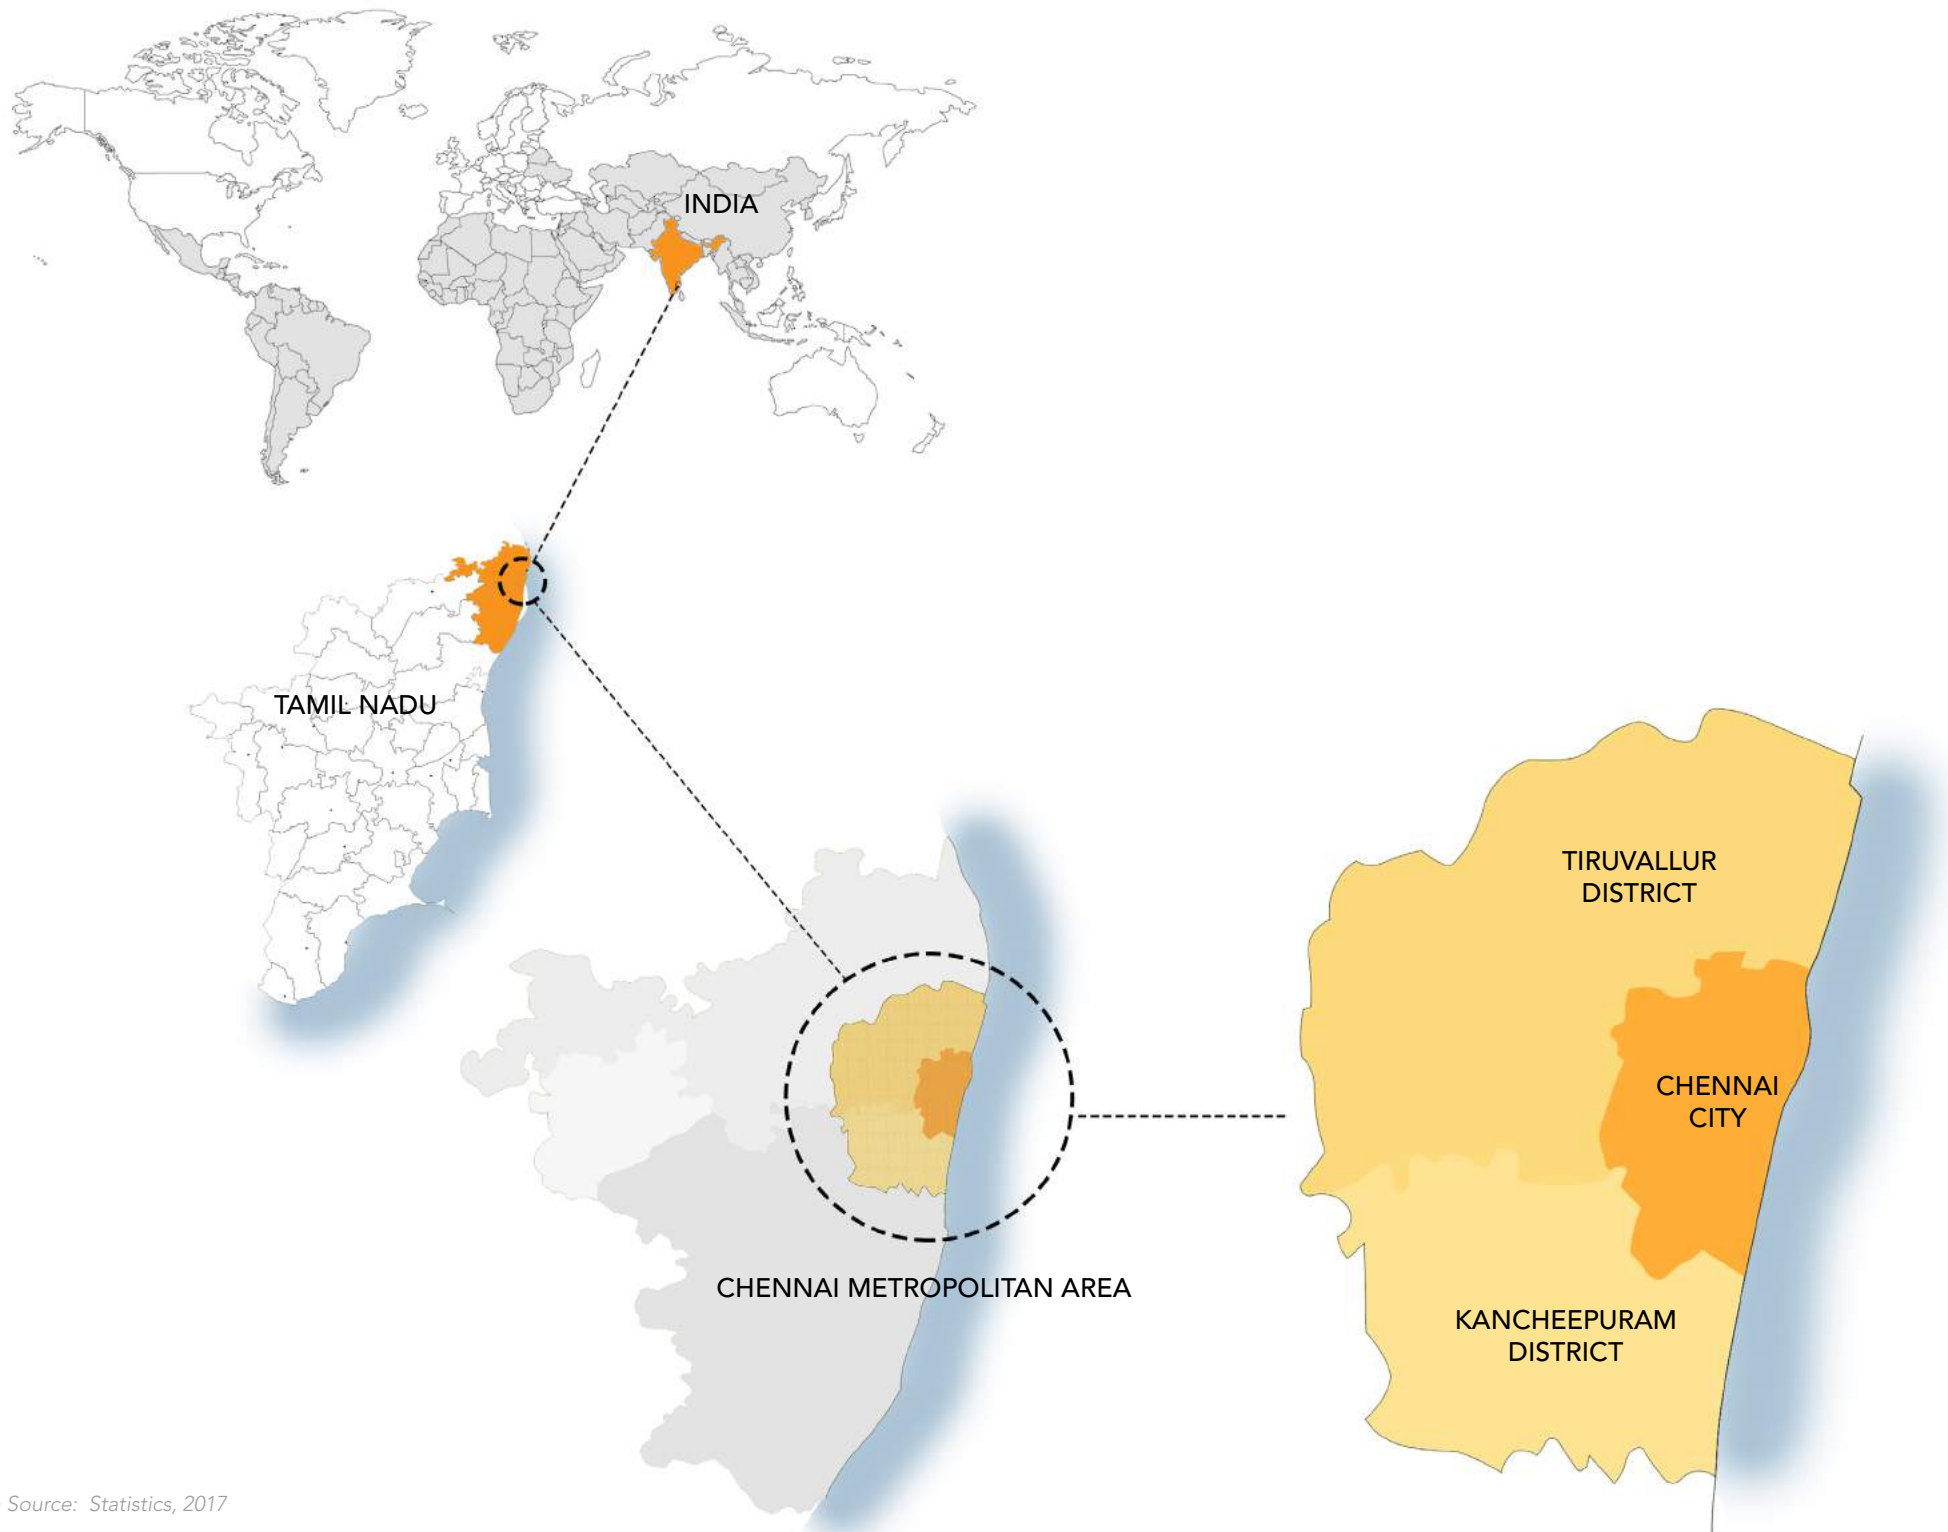 INDIA
TAMIL NADU
TIRUVALLUR
DISTRICT
CHENNAI
CITY
CHENNAI METROPOLITAN AREA
KANCHEEPURAM
DISTRICT
Source: Statistics, 2017